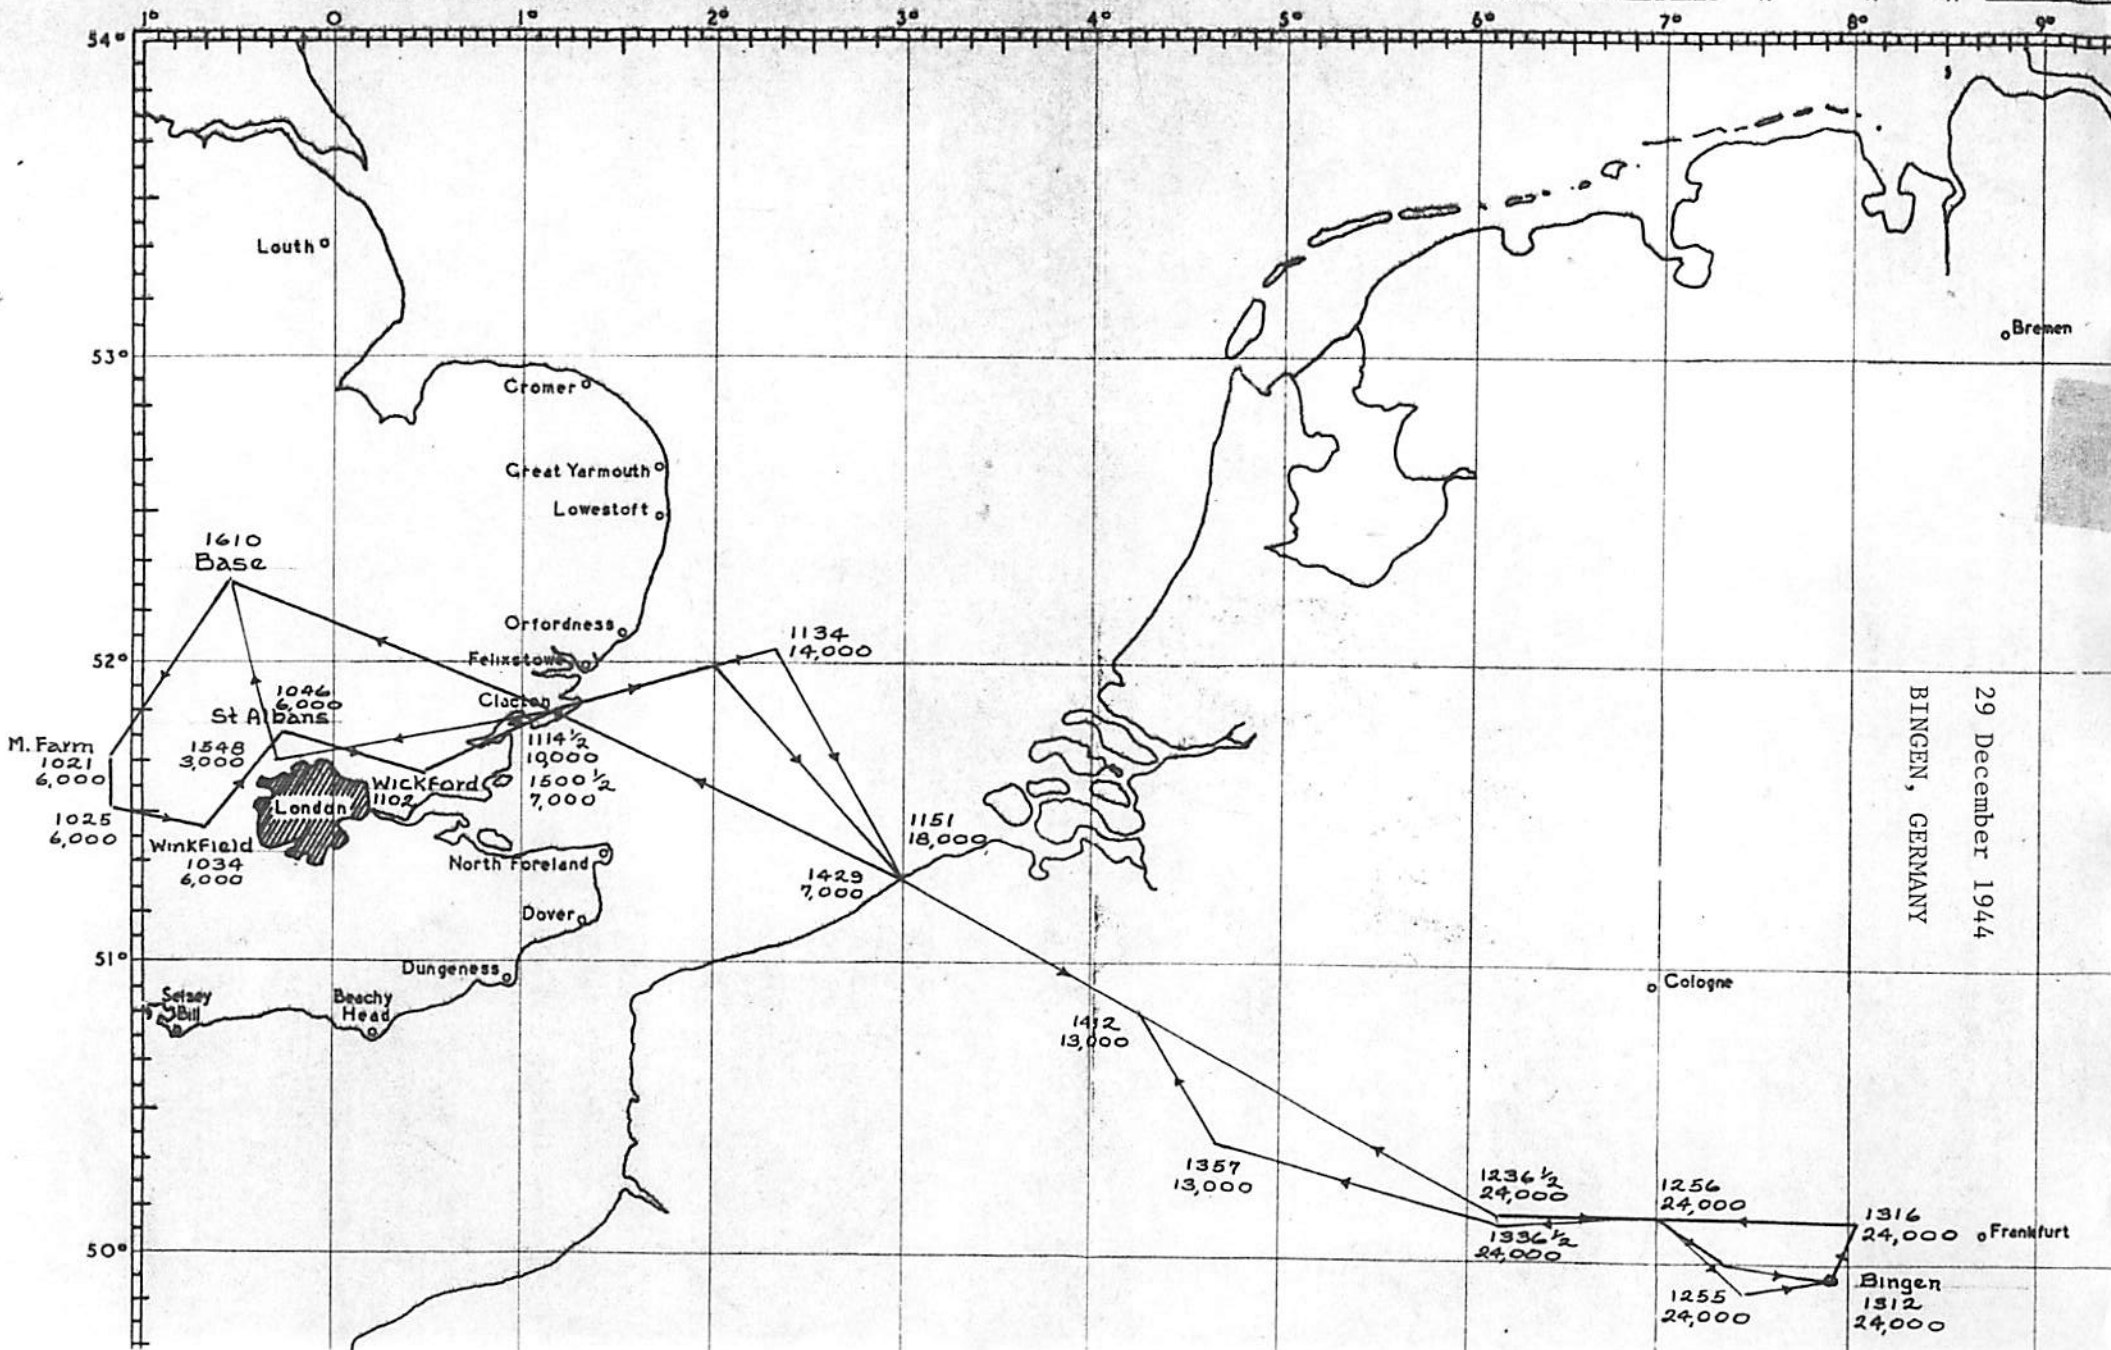 1° 0 1° 2° 3° 4° 5° 6° 7° 8° 9°
54°
Louth
Bremen
53°
Cromer
Great Yarmouth
Lowestoft
1610
Base
Orfordness
1134
14,000
52°
Felixstowe
1046
6,000
Clacton
St Albans
M. Farm
1021
6,000
1548
3,000
1114½
10,000
1500½
7,000
Wickford
1102
London
1025
6,000
Winkfield
1034
6,000
1151
18,000
North Foreland
1429
7,000
Dover
29 December 1944
BINGEN, GERMANY
51°
Dungeness
Cologne
Selsey
Bill
Beachy
Head
1412
13,000
1357
13,000
1236½
24,000
1256
24,000
1316
24,000
Frankfurt
1336½
24,000
50°
1255
24,000
Bingen
1312
24,000